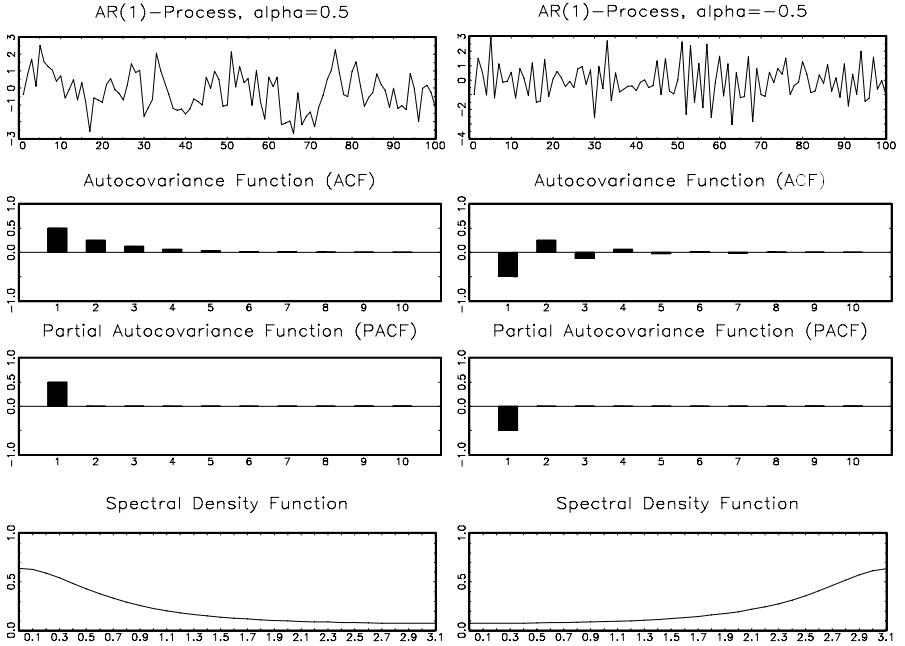 AR(1)-Process, alpha=0.5
3
2
1
0
-1
-3
0 10 20 30 40 50 60 70 80 90 100
Autocovariance Function (ACF)
1.0
0.5
0.0
-1.0
1 2 3 4 5 6 7 8 9 10
Partial Autocovariance Function (PACF)
1.0
0.5
0.0
-1.0
1 2 3 4 5 6 7 8 9 10
Spectral Density Function
1.0
0.5
0.0
0.1 0.3 0.5 0.7 0.9 1.1 1.3 1.5 1.7 1.9 2.1 2.3 2.5 2.7 2.9 3.1
AR(1)-Process, alpha=-0.5
3
2
1
0
-2
-4
0 10 20 30 40 50 60 70 80 90 100
Autocovariance Function (ACF)
1.0
0.5
0.0
-1.0
1 2 3 4 5 6 7 8 9 10
Partial Autocovariance Function (PACF)
1.0
0.5
0.0
-1.0
1 2 3 4 5 6 7 8 9 10
Spectral Density Function
1.0
0.5
0.0
0.1 0.3 0.5 0.7 0.9 1.1 1.3 1.5 1.7 1.9 2.1 2.3 2.5 2.7 2.9 3.1